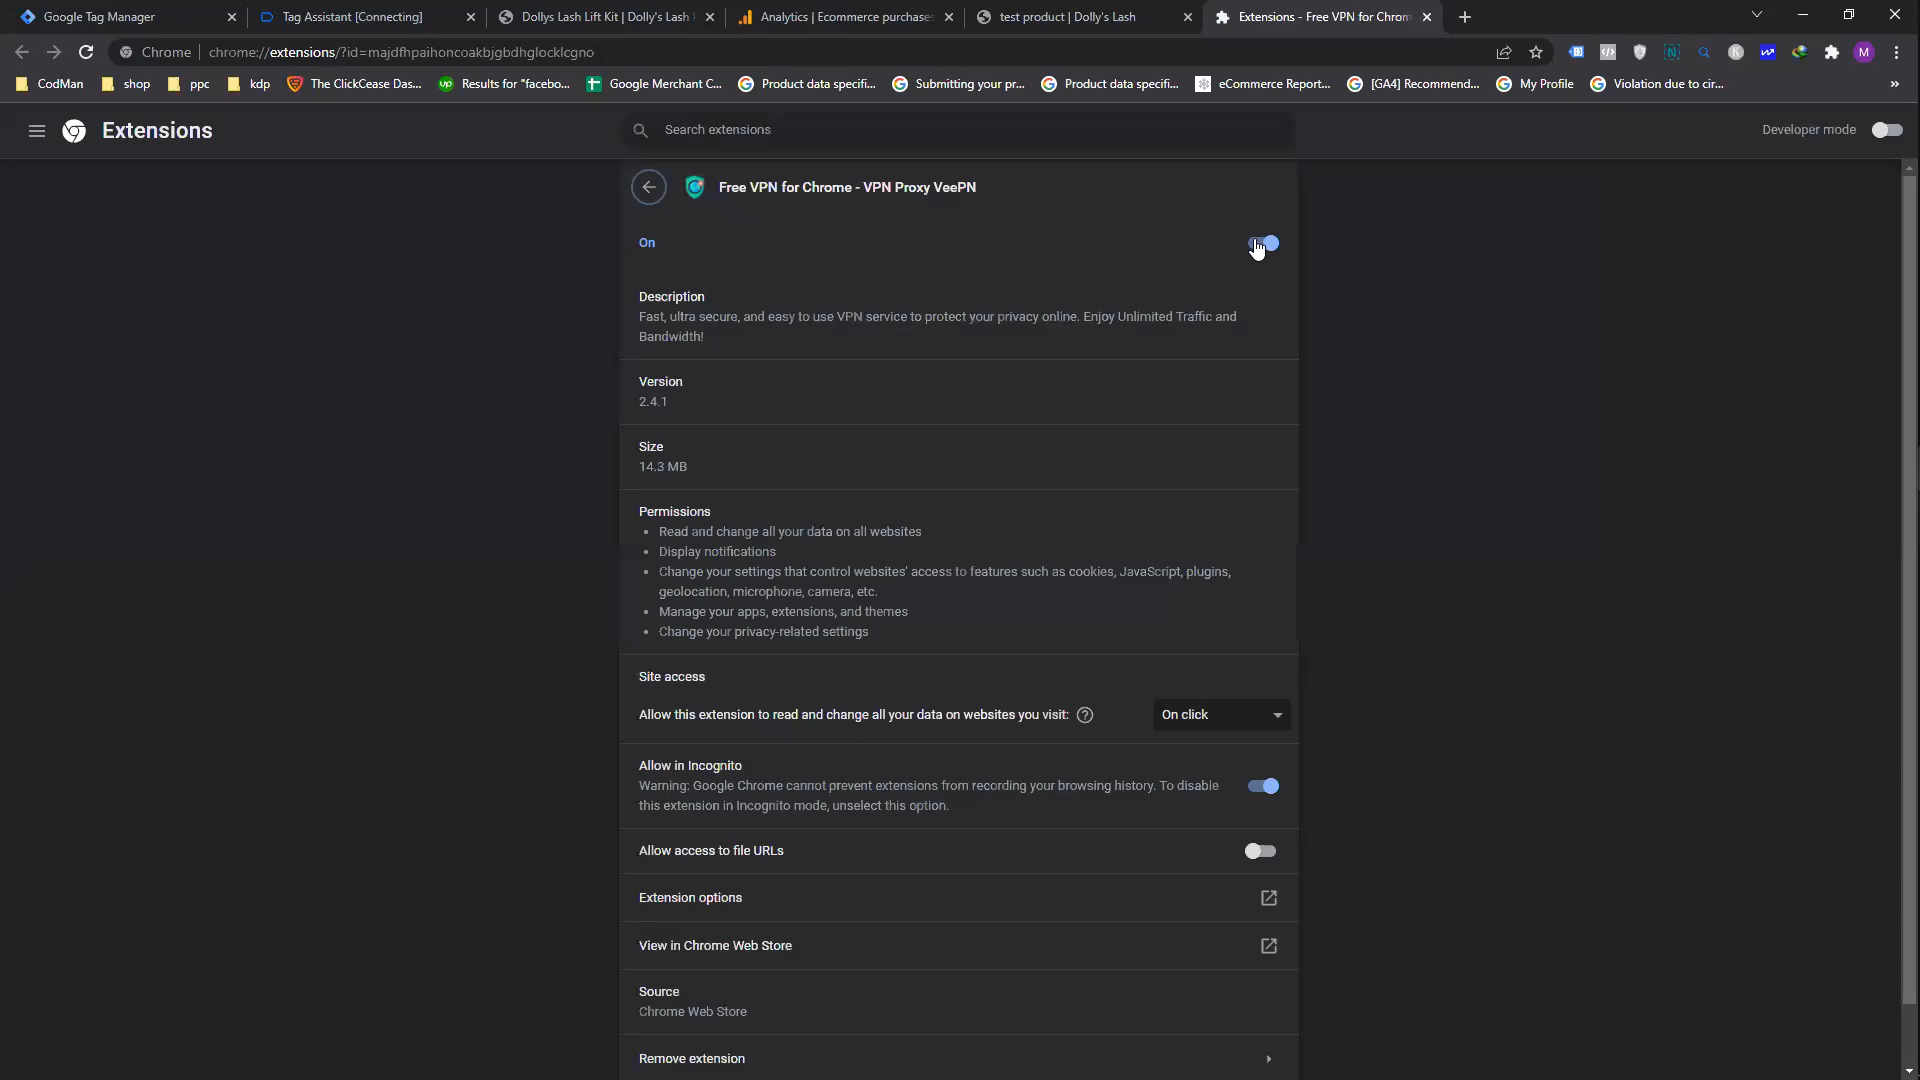 Google Tag Manager
Tag Assistant [Connecting]
Dollys Lash Lift Kit | Dolly's Lash
Analytics | Ecommerce purchase
test product | Dolly's Lash
Extensions - Free VPN for Chrom
Chrome | chrome://extensions/?id=majdfhpaihoncoakbjgbdhglocklcgno
M
CodMan
shop
ppc
kdp
The ClickCease Das...
Results for "facebo...
Google Merchant C...
Product data specifi...
Submitting your pr...
Product data specifi...
eCommerce Report...
[GA4] Recommend...
My Profile
Violation due to cir...
»
Extensions
Search extensions
Developer mode
Free VPN for Chrome - VPN Proxy VeePN
On
Description
Fast, ultra secure, and easy to use VPN service to protect your privacy online. Enjoy Unlimited Traffic and
Bandwidth!
Version
2.4.1
Size
14.3 MB
Permissions
• Read and change all your data on all websites
• Display notifications
• Change your settings that control websites' access to features such as cookies, JavaScript, plugins,
geolocation, microphone, camera, etc.
• Manage your apps, extensions, and themes
• Change your privacy-related settings
Site access
Allow this extension to read and change all your data on websites you visit:
On click
Allow in Incognito
Warning: Google Chrome cannot prevent extensions from recording your browsing history. To disable
this extension in Incognito mode, unselect this option.
Allow access to file URLs
Extension options
View in Chrome Web Store
Source
Chrome Web Store
Remove extension